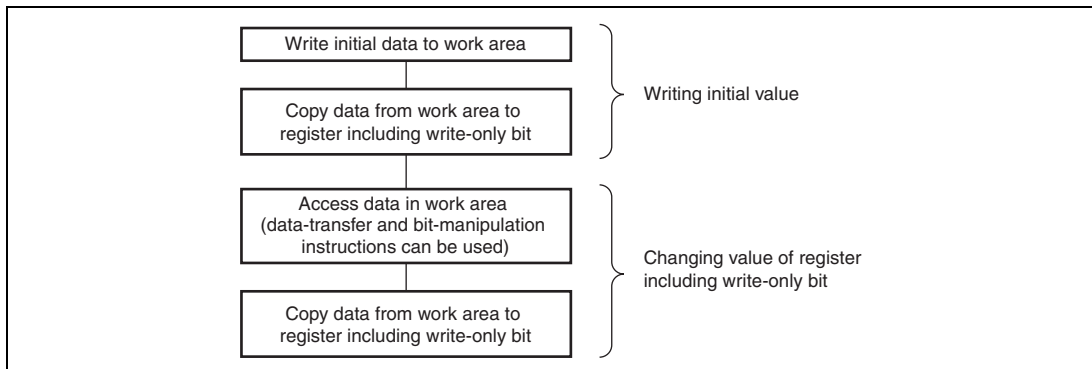 Write initial data to work area
Copy data from work area to
register including write-only bit
Writing initial value
Access data in work area
(data-transfer and bit-manipulation
instructions can be used)
Copy data from work area to
register including write-only bit
Changing value of register
including write-only bit